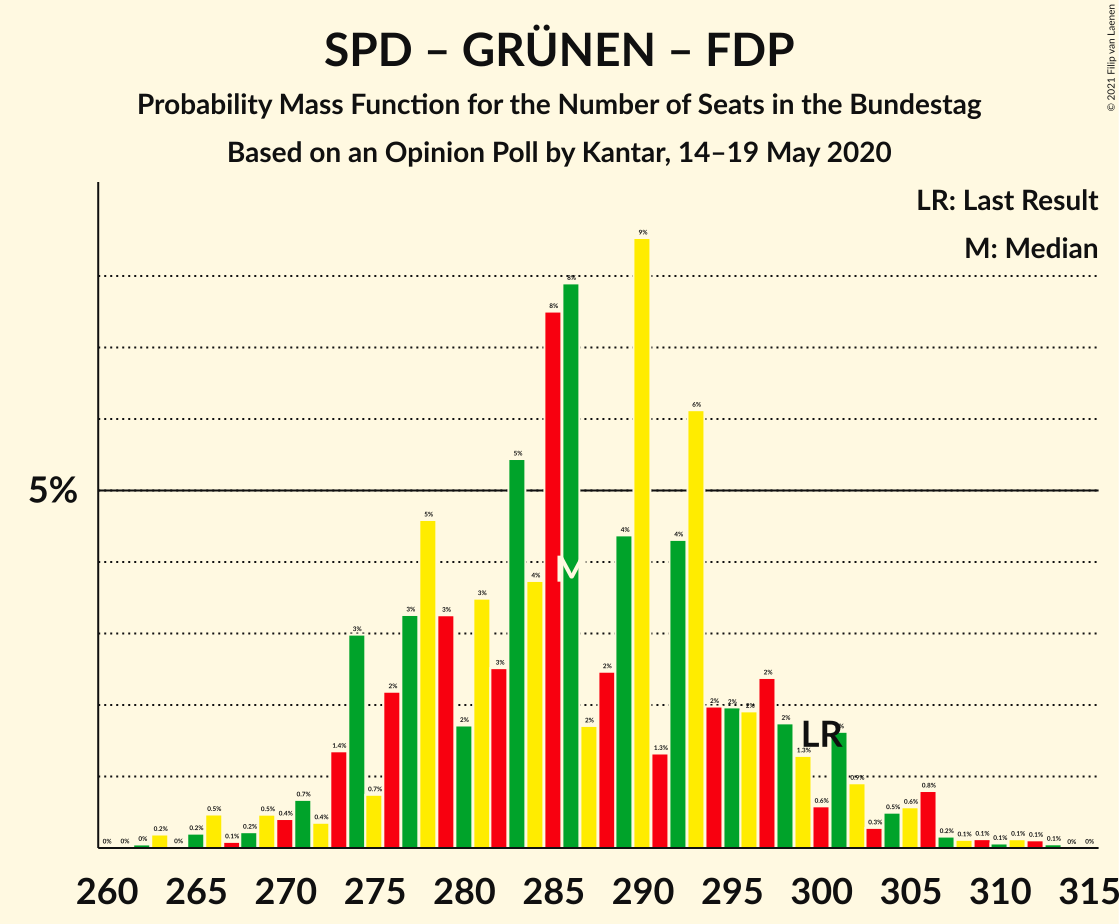 © 2021 Filip van Laenen
SPD – GRÜNEN – FDP
Probability Mass Function for the Number of Seats in the Bundestag
Based on an Opinion Poll by Kantar, 14–19 May 2020
LR: Last Result
M: Median
5%
0% 0% 0% 0.2% 0% 0.2% 0.5% 0.1% 0.2% 0.5% 0.4% 0.7% 0.4% 1.4% 3% 0.7% 2% 3% 5% 3% 2% 3% 3% 5% 4% 8% 8% 2% 2% 4% 9% 1.3% 4% 6% 2% 2% 2% 2% 2% 1.3% 0.6% 0.9% 0.3% 0.5% 0.6% 0.8% 0.2% 0.1% 0.1% 0.1% 0.1% 0.1% 0.1% 0% 0%
M
LR
260 265 270 275 280 285 290 295 300 305 310 315